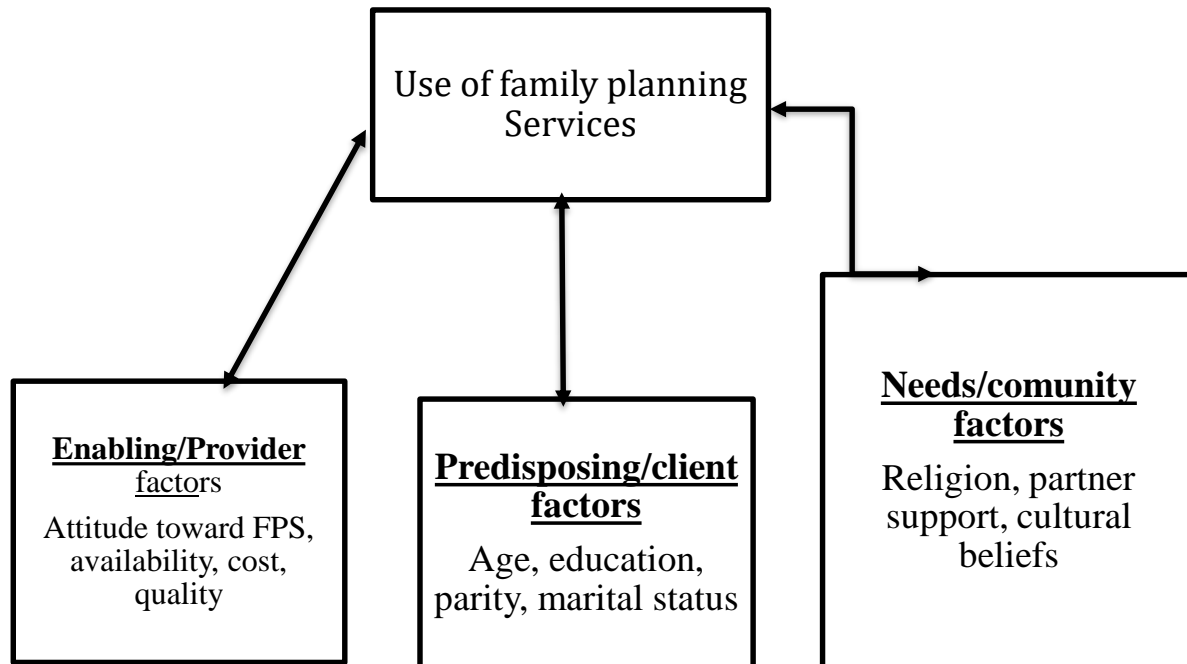 Use of family planning
Services
Enabling/Provider
factors
Attitude toward FPS,
availability, cost,
quality
Predisposing/client
factors
Age, education,
parity, marital status
Needs/comunity
factors
Religion, partner
support, cultural
beliefs